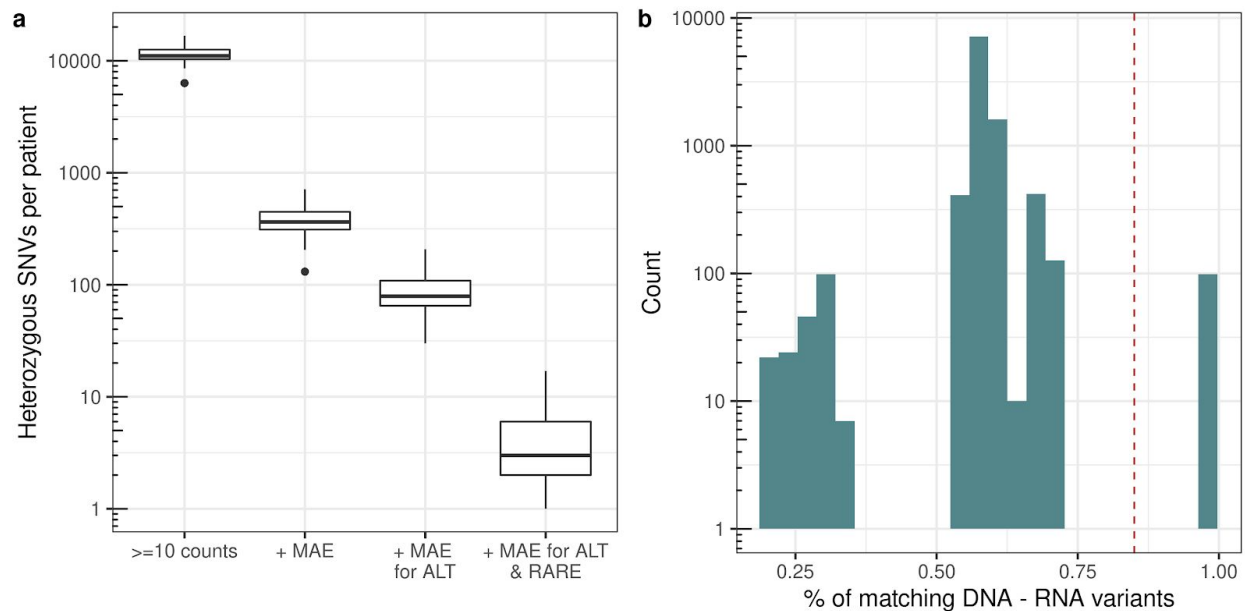 a
Heterozygous SNVs per patient
10000
1000
100
10
1
>=10 counts
+ MAE
+ MAE
for ALT
+ MAE for ALT
& RARE
b
Count
10000
1000
100
10
1
0.25
0.50
0.75
1.00
% of matching DNA - RNA variants